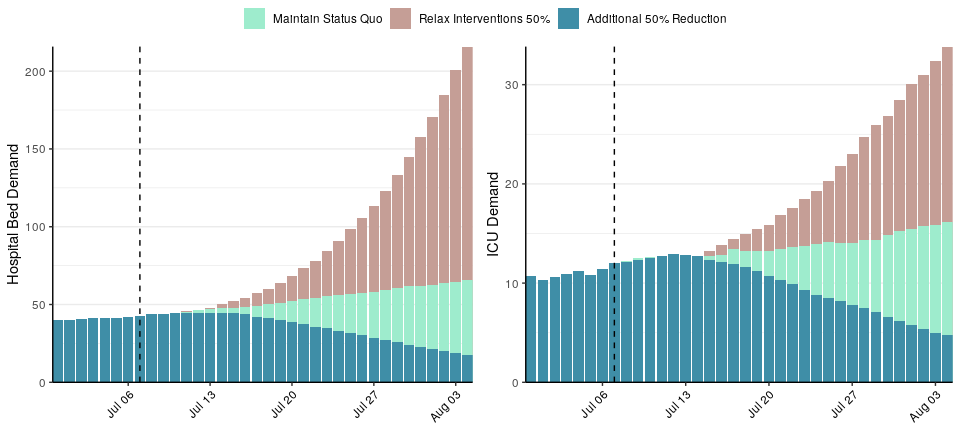 Maintain Status Quo Relax Interventions 50% Additional 50% Reduction
Hospital Bed Demand
200
150
100
50
0
Jul 06 Jul 13 Jul 20 Jul 27 Aug 03
ICU Demand
30
20
10
0
Jul 06 Jul 13 Jul 20 Jul 27 Aug 03